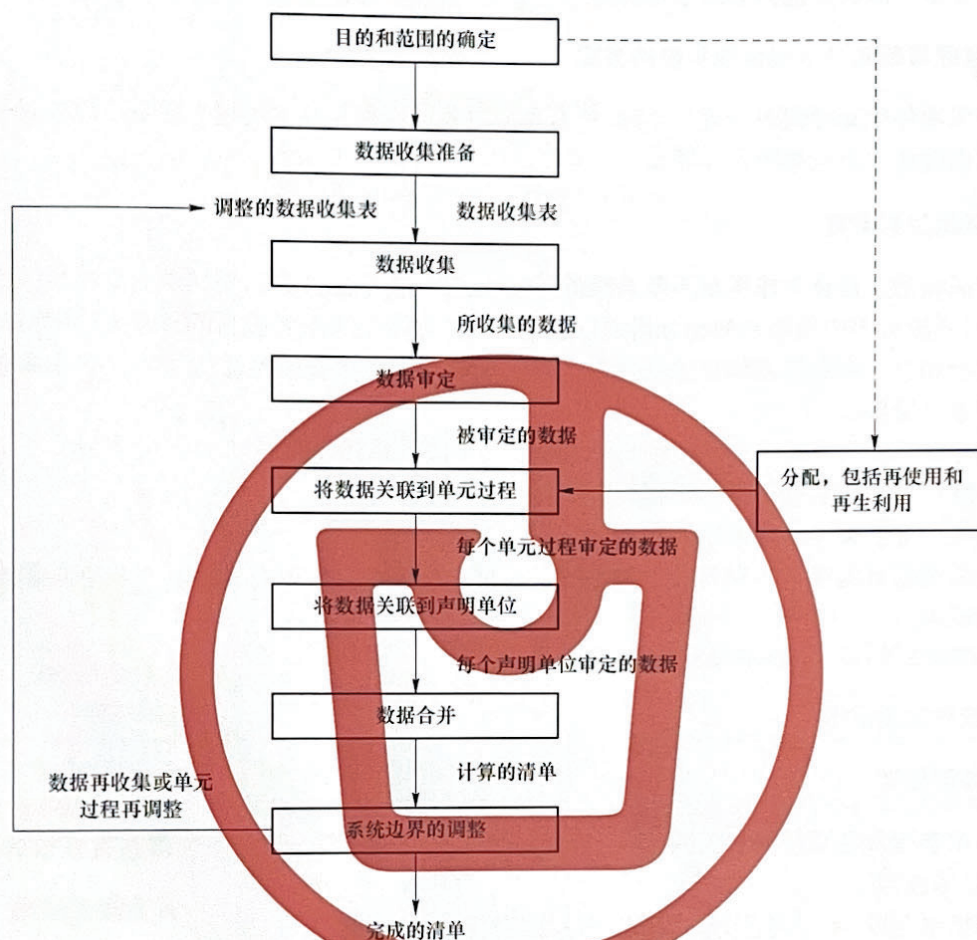 目的和范围的确定
数据收集准备
调整的数据收集表
数据收集表
数据收集
所收集的数据
数据审定
被审定的数据
将数据关联到单元过程
分配，包括再使用和
再生利用
每个单元过程审定的数据
将数据关联到声明单位
每个声明单位审定的数据
数据合并
计算的清单
数据再收集或单元
过程再调整
系统边界的调整
完成的清单